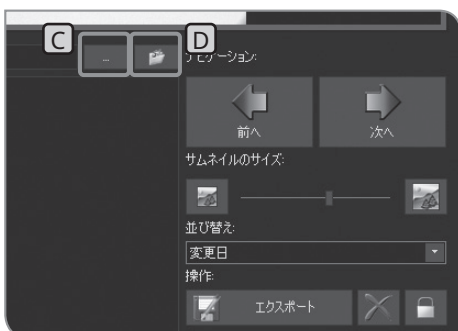 C
D
...
ナビゲーション:
前へ
次へ
サムネイルのサイズ:
並び替え:
変更日
操作:
エクスポート